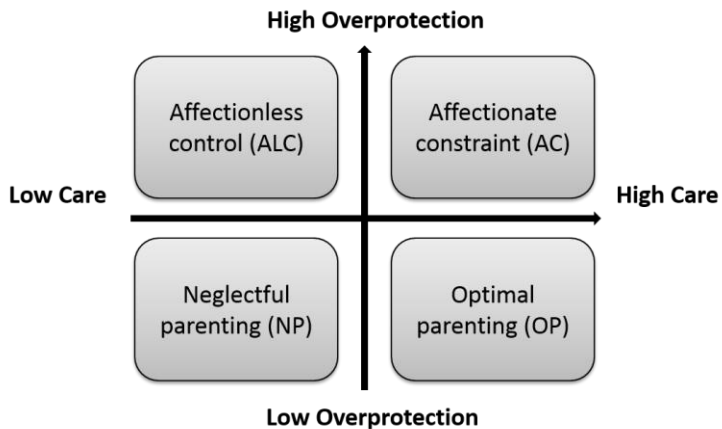 High Overprotection
Affectionless
control (ALC)
Affectionate
constraint (AC)
Low Care
High Care
Neglectful
parenting (NP)
Optimal
parenting (OP)
Low Overprotection